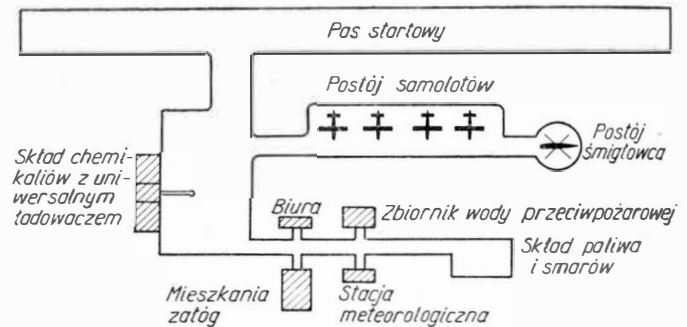 Pas startowy
Postój samolotów
Postój
śmigłowca
Skład chemi-
kaliów z uni-
wersalnym
ładowaczem
Biura
Zbiornik wody przeciwpożarowej
Skład paliwa
i smarów
Mieszkania
załóg
Stacja
meteorologiczna